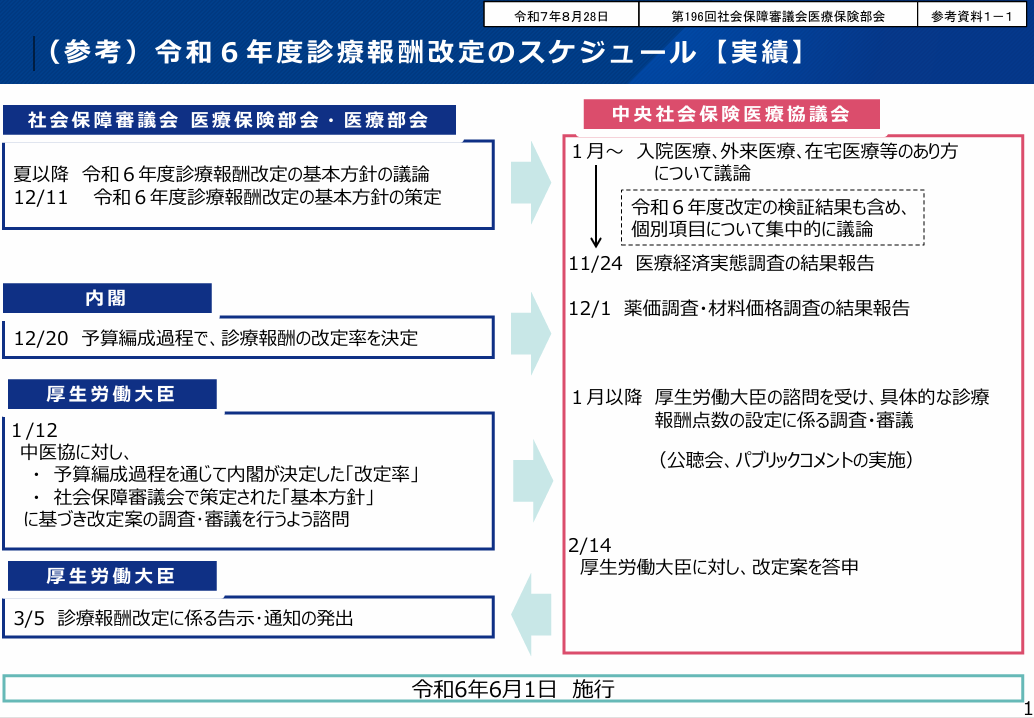 令和７年８月28日 第196回社会保障審議会医療保険部会 参考資料１－１
（参考）令和６年度診療報酬改定のスケジュール【実績】
社会保障審議会 医療保険部会・医療部会
夏以降　令和６年度診療報酬改定の基本方針の議論
12/11　令和６年度診療報酬改定の基本方針の策定
内閣
12/20　予算編成過程で、診療報酬の改定率を決定
厚生労働大臣
１/12
中医協に対し、
・　予算編成過程を通じて内閣が決定した「改定率」
・　社会保障審議会で策定された「基本方針」
に基づき改定案の調査・審議を行うよう諮問
厚生労働大臣
3/5　診療報酬改定に係る告示・通知の発出
中央社会保険医療協議会
１月～　入院医療、外来医療、在宅医療等のあり方
について議論
令和６年度改定の検証結果も含め、
個別項目について集中的に議論
11/24　医療経済実態調査の結果報告
12/1　薬価調査・材料価格調査の結果報告
１月以降　厚生労働大臣の諮問を受け、具体的な診療
報酬点数の設定に係る調査・審議
（公聴会、パブリックコメントの実施）
2/14
厚生労働大臣に対し、改定案を答申
令和6年6月1日　施行
1